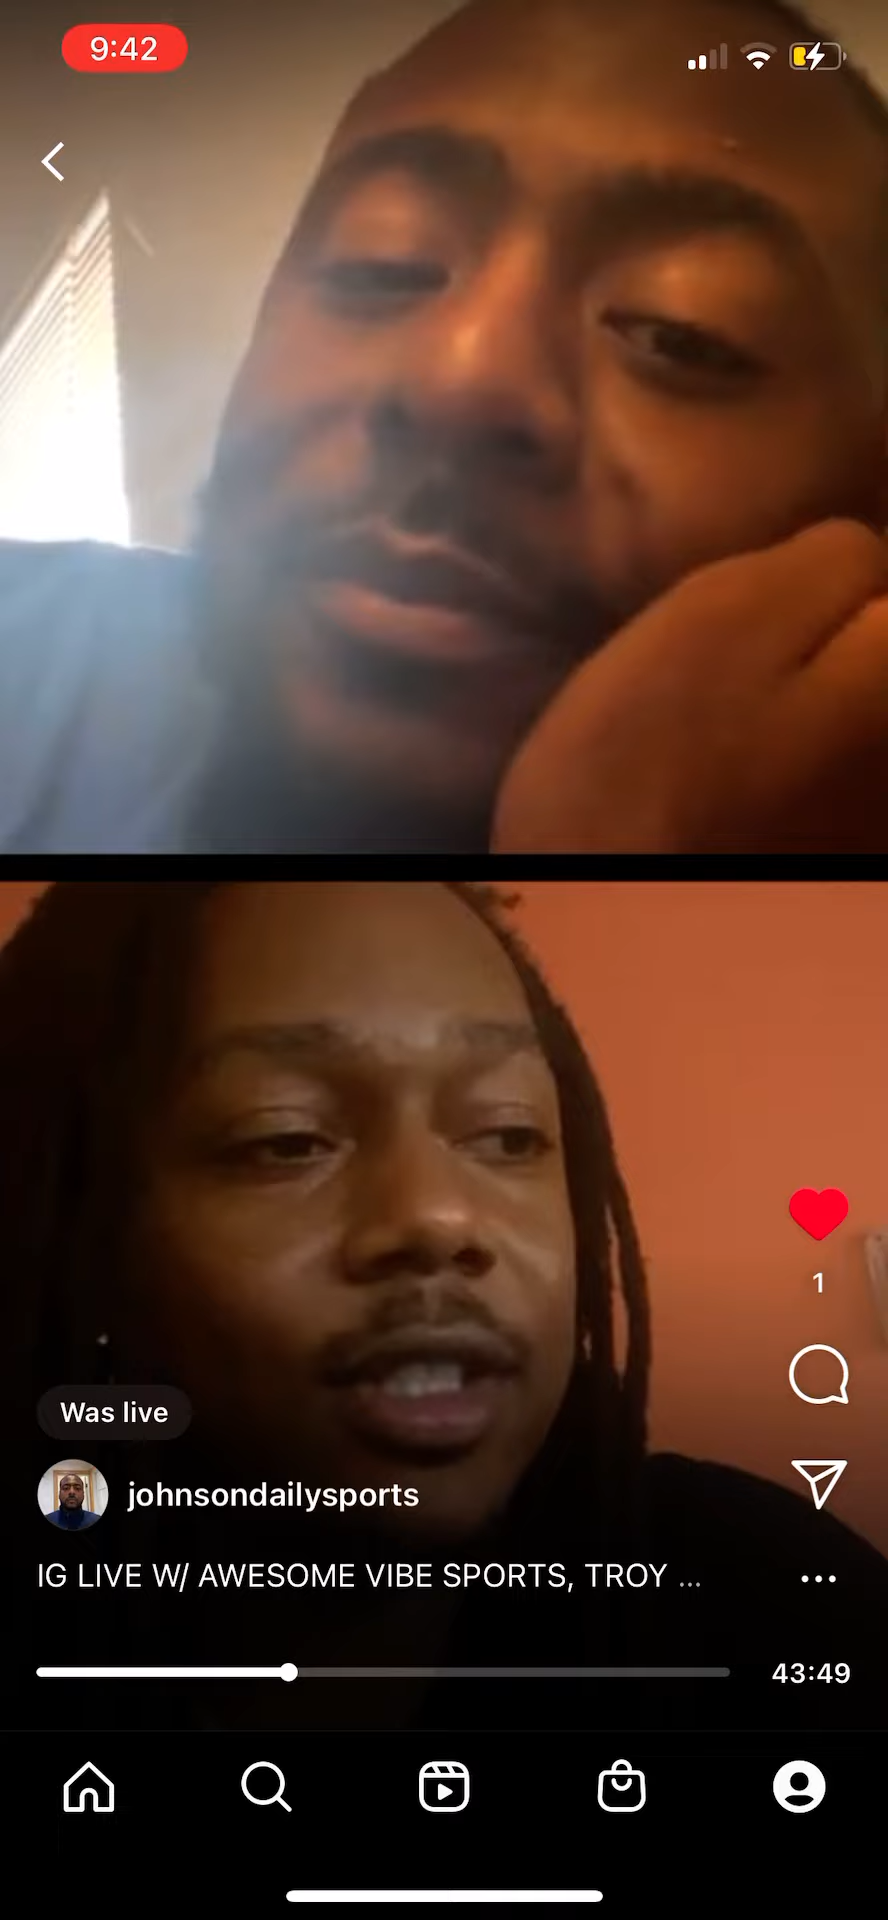 9:42
Was live
johnsondailysports
1
IG LIVE W/ AWESOME VIBE SPORTS, TROY ...
43:49